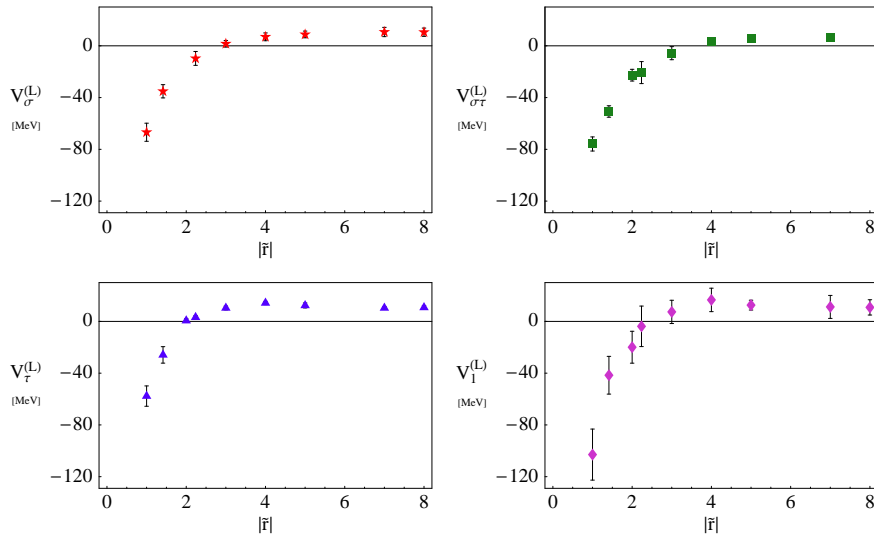 0
−40
−80
−120
V_σ^(L)
[MeV]
0 2 4 6 8
|r̃|
0
−40
−80
−120
V_στ^(L)
[MeV]
0 2 4 6 8
|r̃|
0
−40
−80
−120
V_τ^(L)
[MeV]
0 2 4 6 8
|r̃|
0
−40
−80
−120
V_1^(L)
[MeV]
0 2 4 6 8
|r̃|